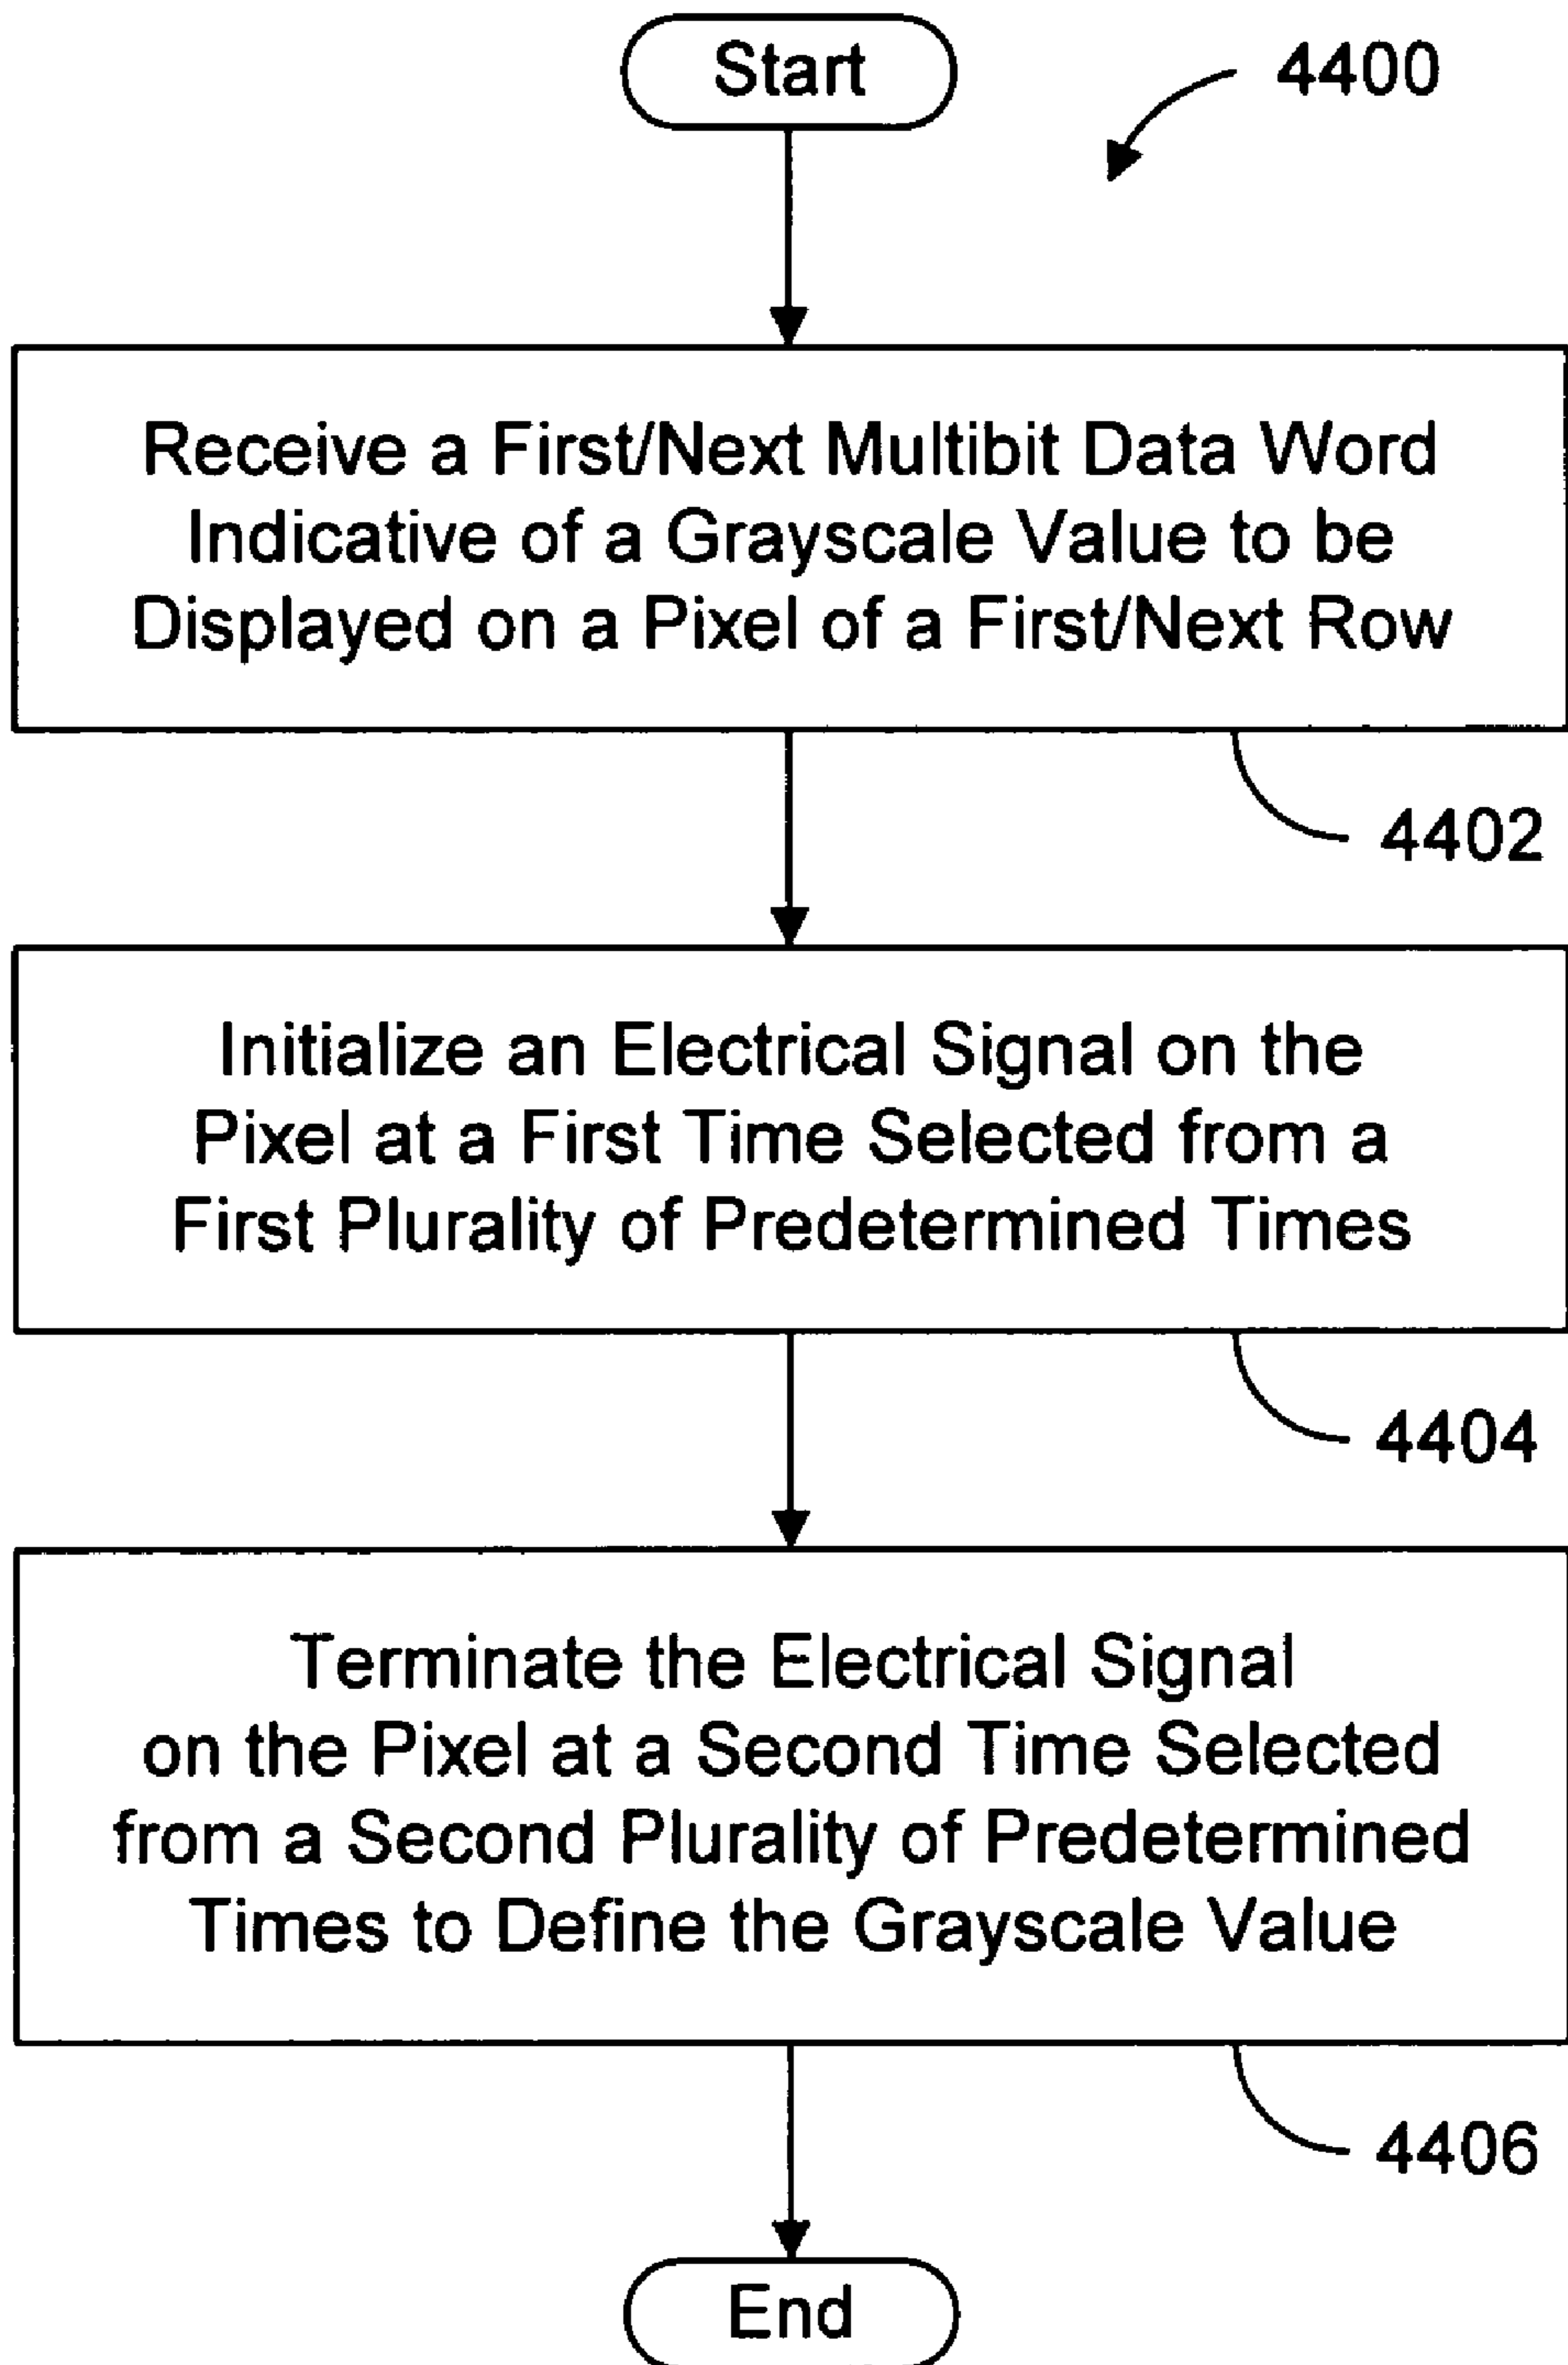 Start
4400
Receive a First/Next Multibit Data Word
Indicative of a Grayscale Value to be
Displayed on a Pixel of a First/Next Row
4402
Initialize an Electrical Signal on the
Pixel at a First Time Selected from a
First Plurality of Predetermined Times
4404
Terminate the Electrical Signal
on the Pixel at a Second Time Selected
from a Second Plurality of Predetermined
Times to Define the Grayscale Value
4406
End